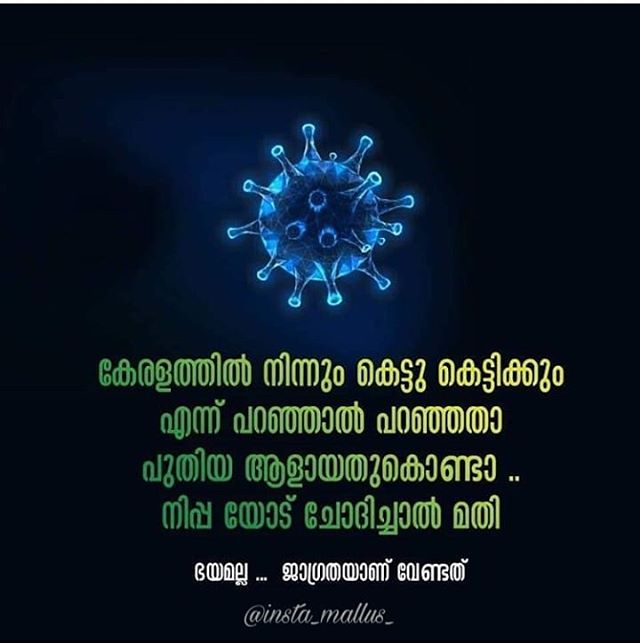 കേരളത്തിൽ നിന്നും കെട്ടു കെട്ടിക്കും
എന്ന് പറഞ്ഞാൽ പറഞ്ഞതാ
പുതിയ ആളായതുകൊണ്ടാ ..
നിപ്പ യോട് ചോദിച്ചാൽ മതി
ഭയമല്ല ... ജാഗ്രതയാണ് വേണ്ടത്
@insta_mallus_